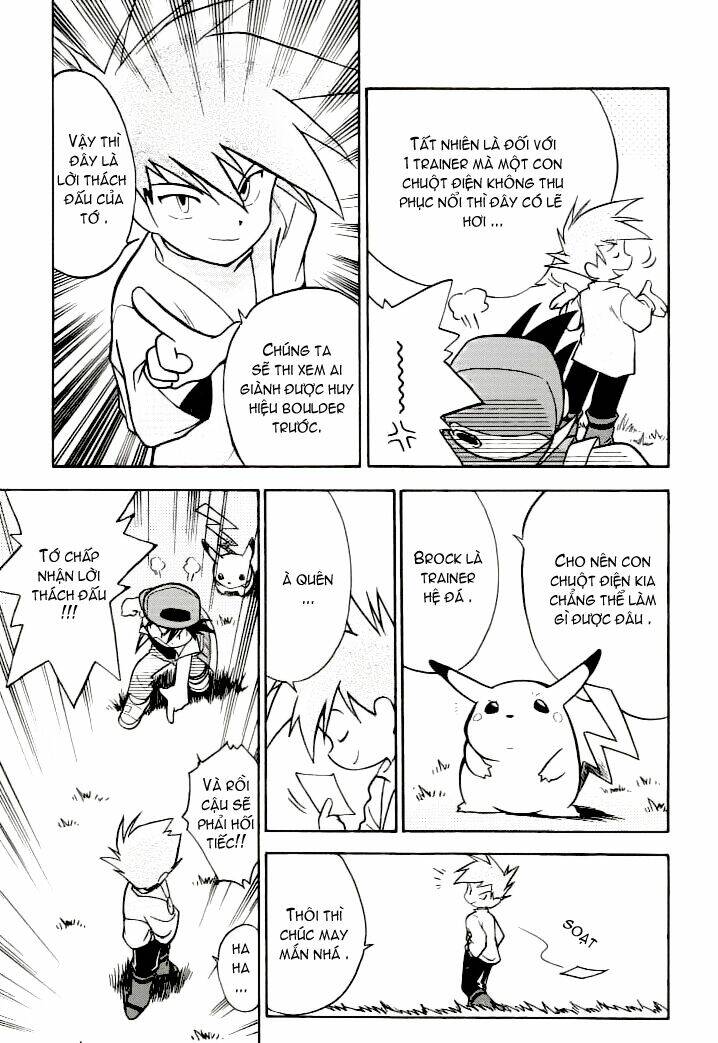 TẤT NHIÊN LÀ ĐỐI VỚI
1 TRAINER MÀ MỘT CON
CHUỘT ĐIỆN KHÔNG THU
PHỤC NỔI THÌ ĐÂY CÓ LẼ
HƠI ...
VẬY THÌ
ĐÂY LÀ
LỜI THÁCH
ĐẤU CỦA
TỚ .
CHÚNG TA
SẼ THI XEM AI
GIÀNH ĐƯỢC HUY
HIỆU BOULDER
TRƯỚC.
CHO NÊN CON
CHUỘT ĐIỆN KIA
CHẲNG THỂ LÀM
GÌ ĐƯỢC ĐÂU .
BROCK LÀ
TRAINER
HỆ ĐÁ .
À QUÊN
...
THÔI THÌ
CHÚC MAY
MẮN NHÁ .
SOẠT
TỚ CHẤP
NHẬN LỜI
THÁCH ĐẤU
!!!
VÀ RỒI
CẬU SẼ
PHẢI HỐI
TIẾC!!
HA
HA
...